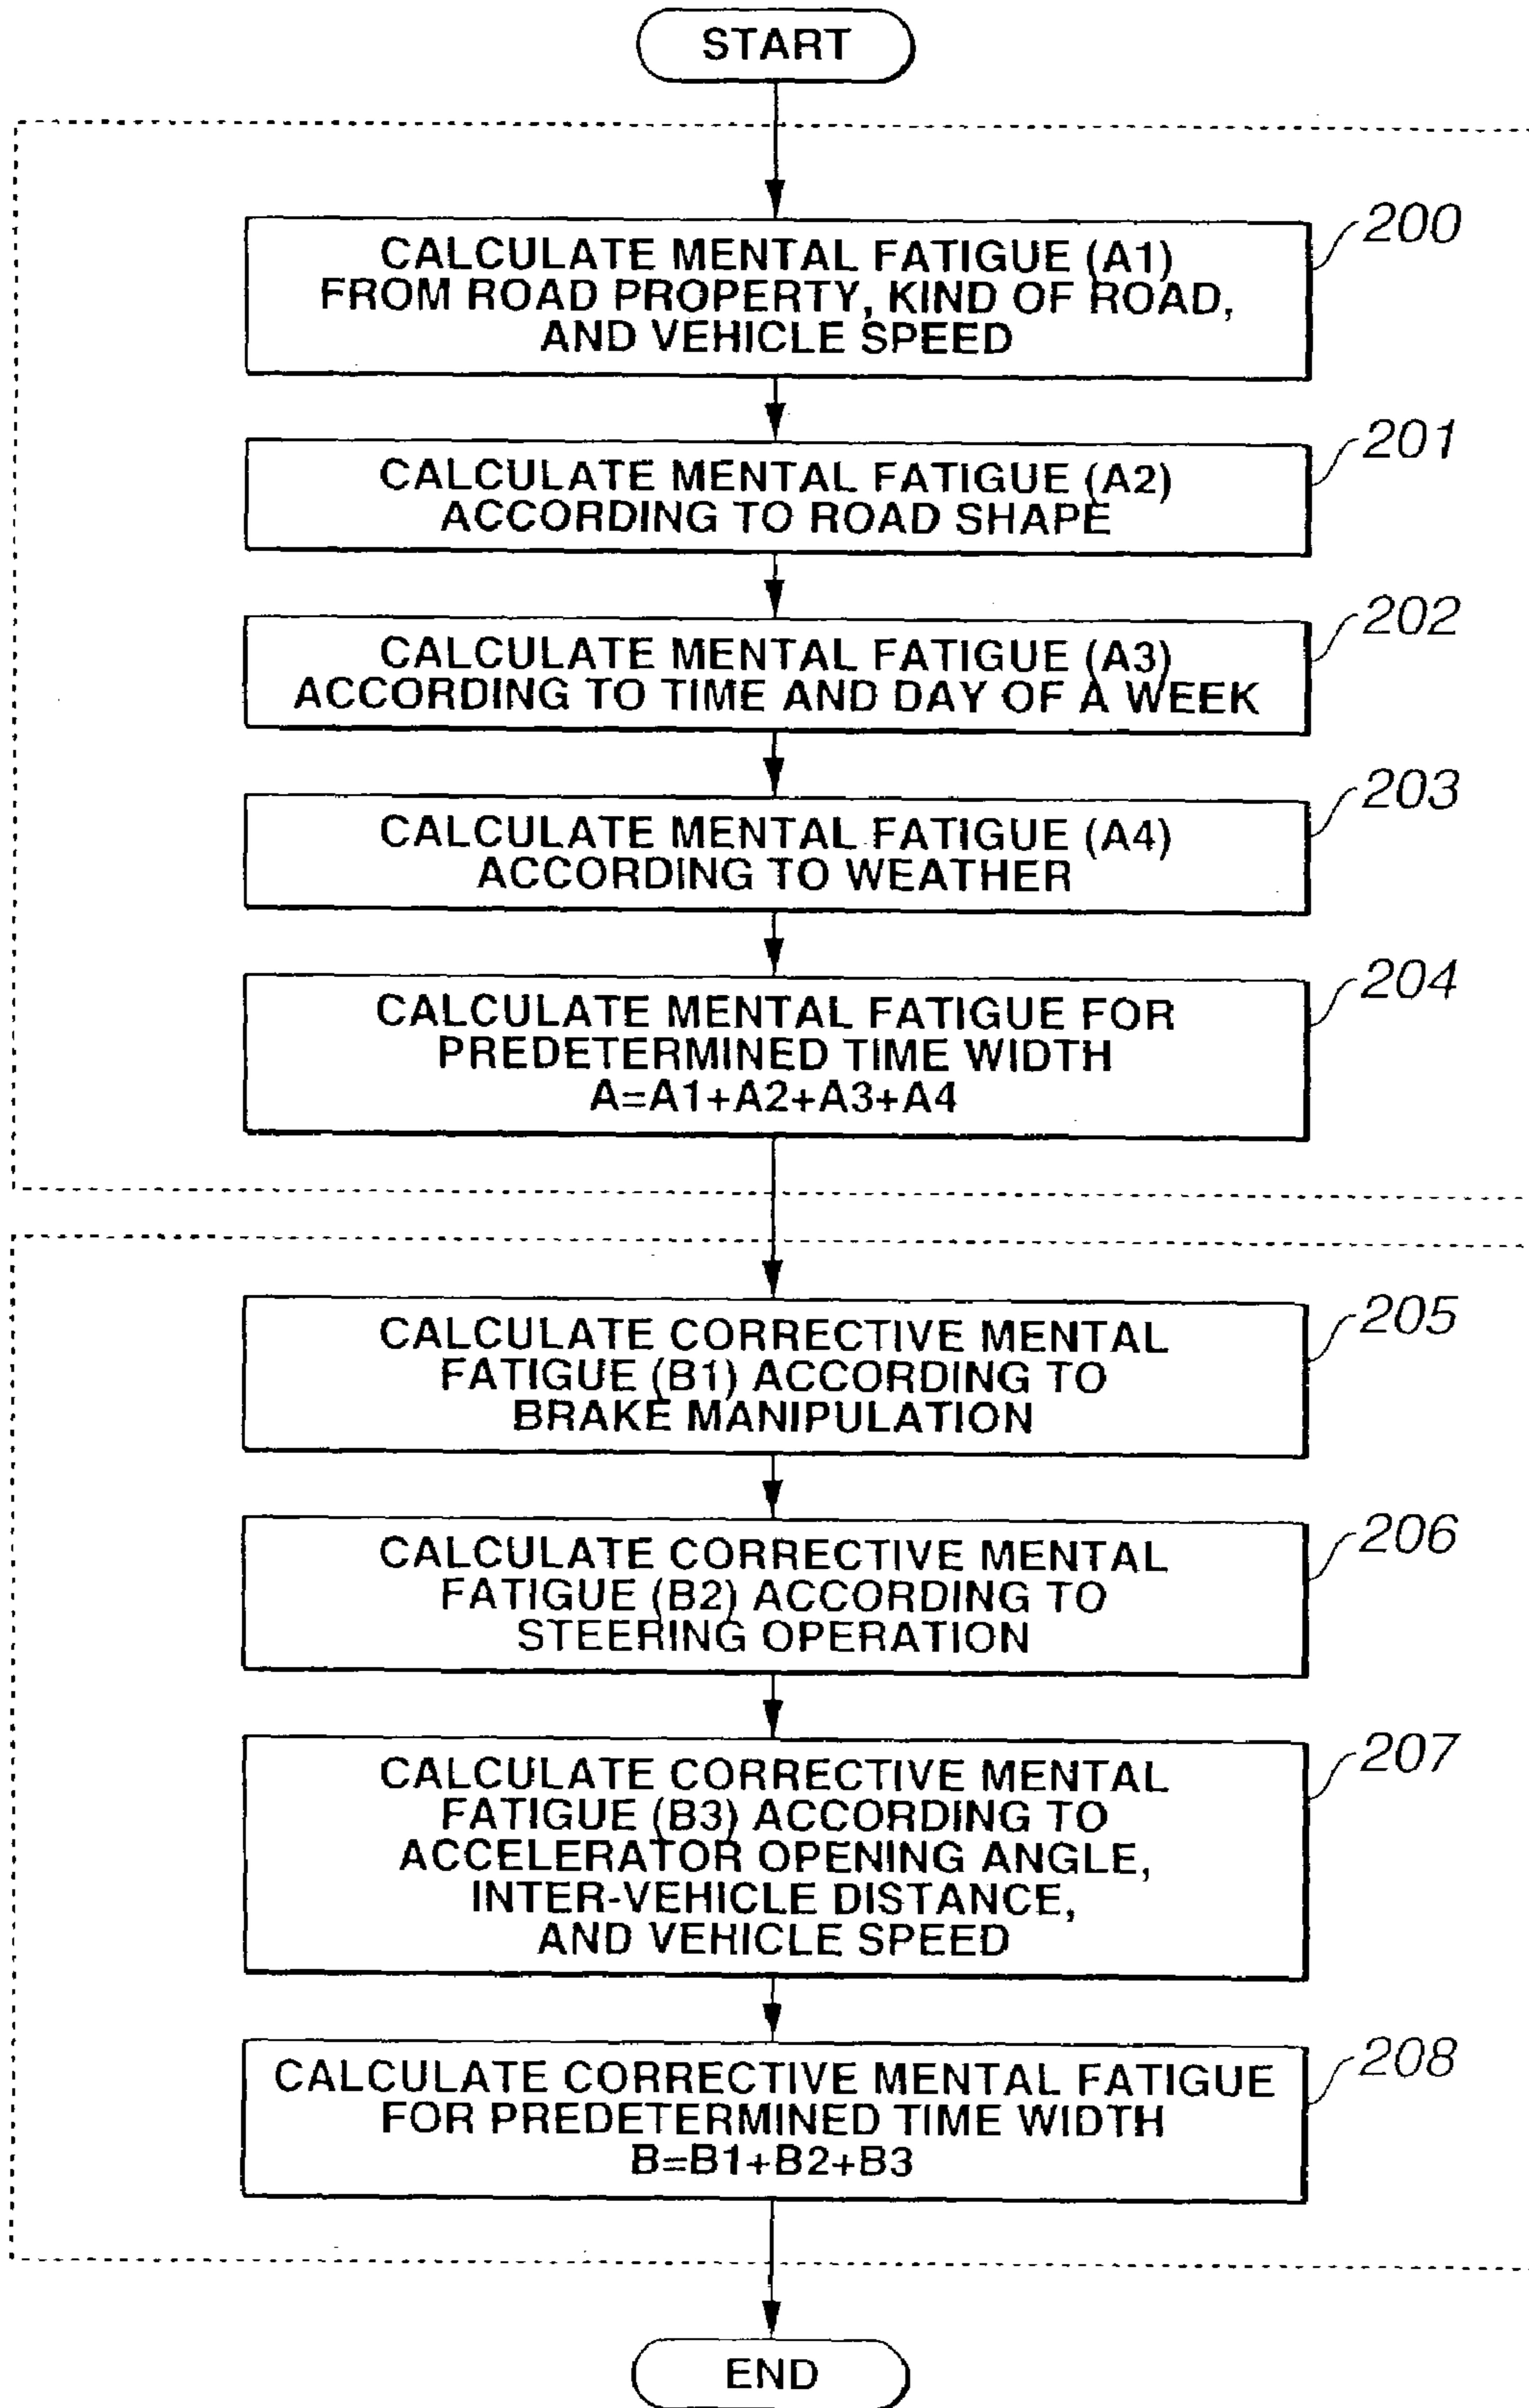 START
200
CALCULATE MENTAL FATIGUE (A1)
FROM ROAD PROPERTY, KIND OF ROAD,
AND VEHICLE SPEED
201
CALCULATE MENTAL FATIGUE (A2)
ACCORDING TO ROAD SHAPE
202
CALCULATE MENTAL FATIGUE (A3)
ACCORDING TO TIME AND DAY OF A WEEK
203
CALCULATE MENTAL FATIGUE (A4)
ACCORDING TO WEATHER
204
CALCULATE MENTAL FATIGUE FOR
PREDETERMINED TIME WIDTH
A=A1+A2+A3+A4
205
CALCULATE CORRECTIVE MENTAL
FATIGUE (B1) ACCORDING TO
BRAKE MANIPULATION
206
CALCULATE CORRECTIVE MENTAL
FATIGUE (B2) ACCORDING TO
STEERING OPERATION
207
CALCULATE CORRECTIVE MENTAL
FATIGUE (B3) ACCORDING TO
ACCELERATOR OPENING ANGLE,
INTER-VEHICLE DISTANCE,
AND VEHICLE SPEED
208
CALCULATE CORRECTIVE MENTAL FATIGUE
FOR PREDETERMINED TIME WIDTH
B=B1+B2+B3
END